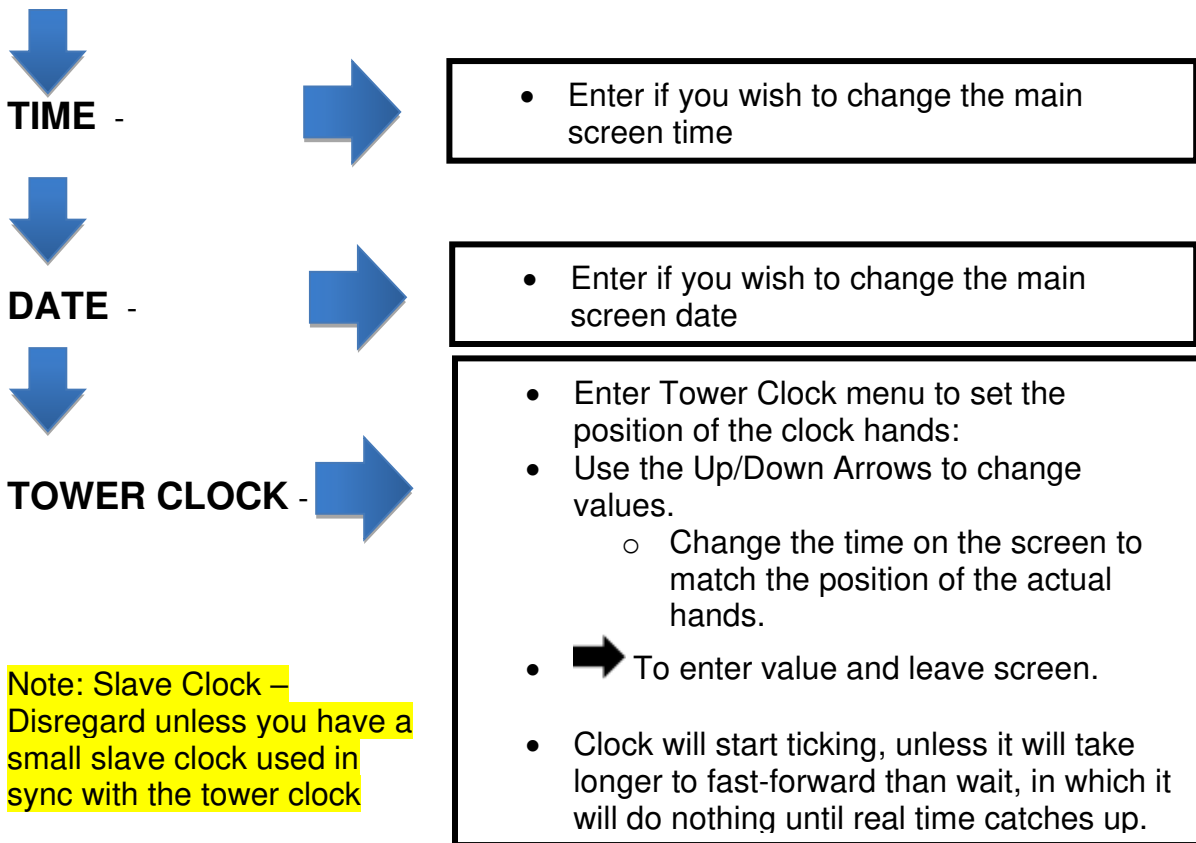 TIME -
• Enter if you wish to change the main
screen time
DATE -
• Enter if you wish to change the main
screen date
TOWER CLOCK -
• Enter Tower Clock menu to set the
position of the clock hands:
• Use the Up/Down Arrows to change
values.
o Change the time on the screen to
match the position of the actual
hands.
• To enter value and leave screen.
• Clock will start ticking, unless it will take
longer to fast-forward than wait, in which it
will do nothing until real time catches up.
Note: Slave Clock –
Disregard unless you have a
small slave clock used in
sync with the tower clock